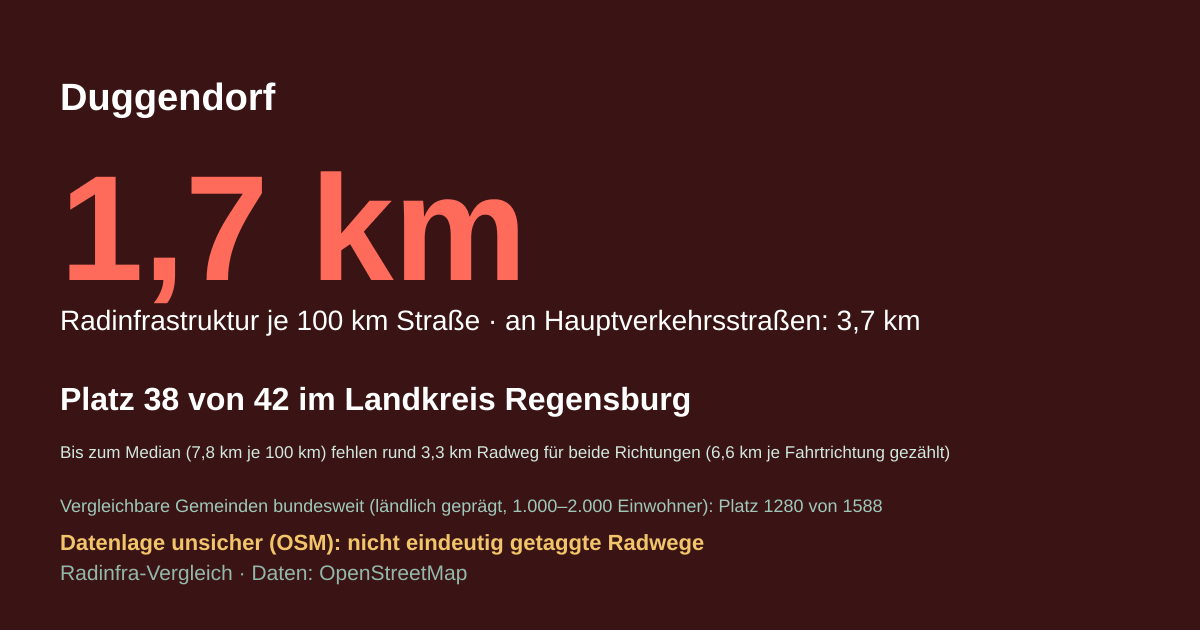 Duggendorf
1,7 km
Radinfrastruktur je 100 km Straße · an Hauptverkehrsstraßen: 3,7 km
Platz 38 von 42 im Landkreis Regensburg
Bis zum Median (7,8 km je 100 km) fehlen rund 3,3 km Radweg für beide Richtungen (6,6 km je Fahrtrichtung gezählt)
Vergleichbare Gemeinden bundesweit (ländlich geprägt, 1.000–2.000 Einwohner): Platz 1280 von 1588
Datenlage unsicher (OSM): nicht eindeutig getaggte Radwege
Radinfra-Vergleich · Daten: OpenStreetMap